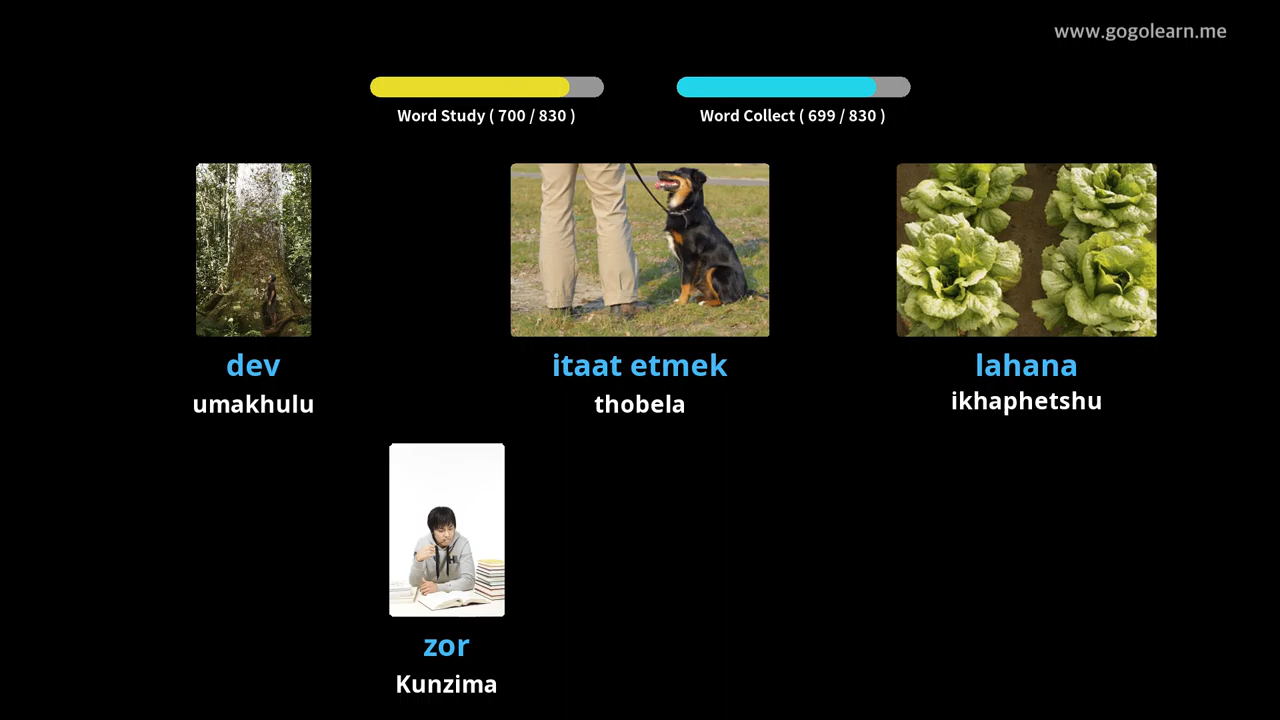 www.gogolearn.me
Word Study ( 700 / 830 )
Word Collect ( 699 / 830 )
dev
umakhulu
itaat etmek
thobela
lahana
ikhaphetshu
zor
Kunzima